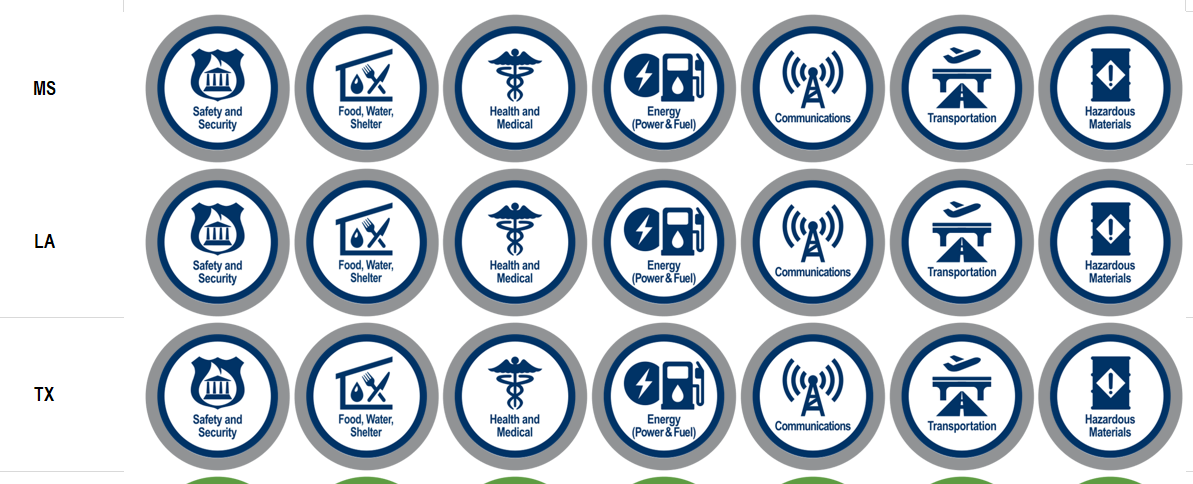 MS
Safety and
Security
Food, Water,
Shelter
Health and
Medical
Energy
(Power & Fuel)
Communications
Transportation
Hazardous
Materials
LA
Safety and
Security
Food, Water,
Shelter
Health and
Medical
Energy
(Power & Fuel)
Communications
Transportation
Hazardous
Materials
TX
Safety and
Security
Food, Water,
Shelter
Health and
Medical
Energy
(Power & Fuel)
Communications
Transportation
Hazardous
Materials